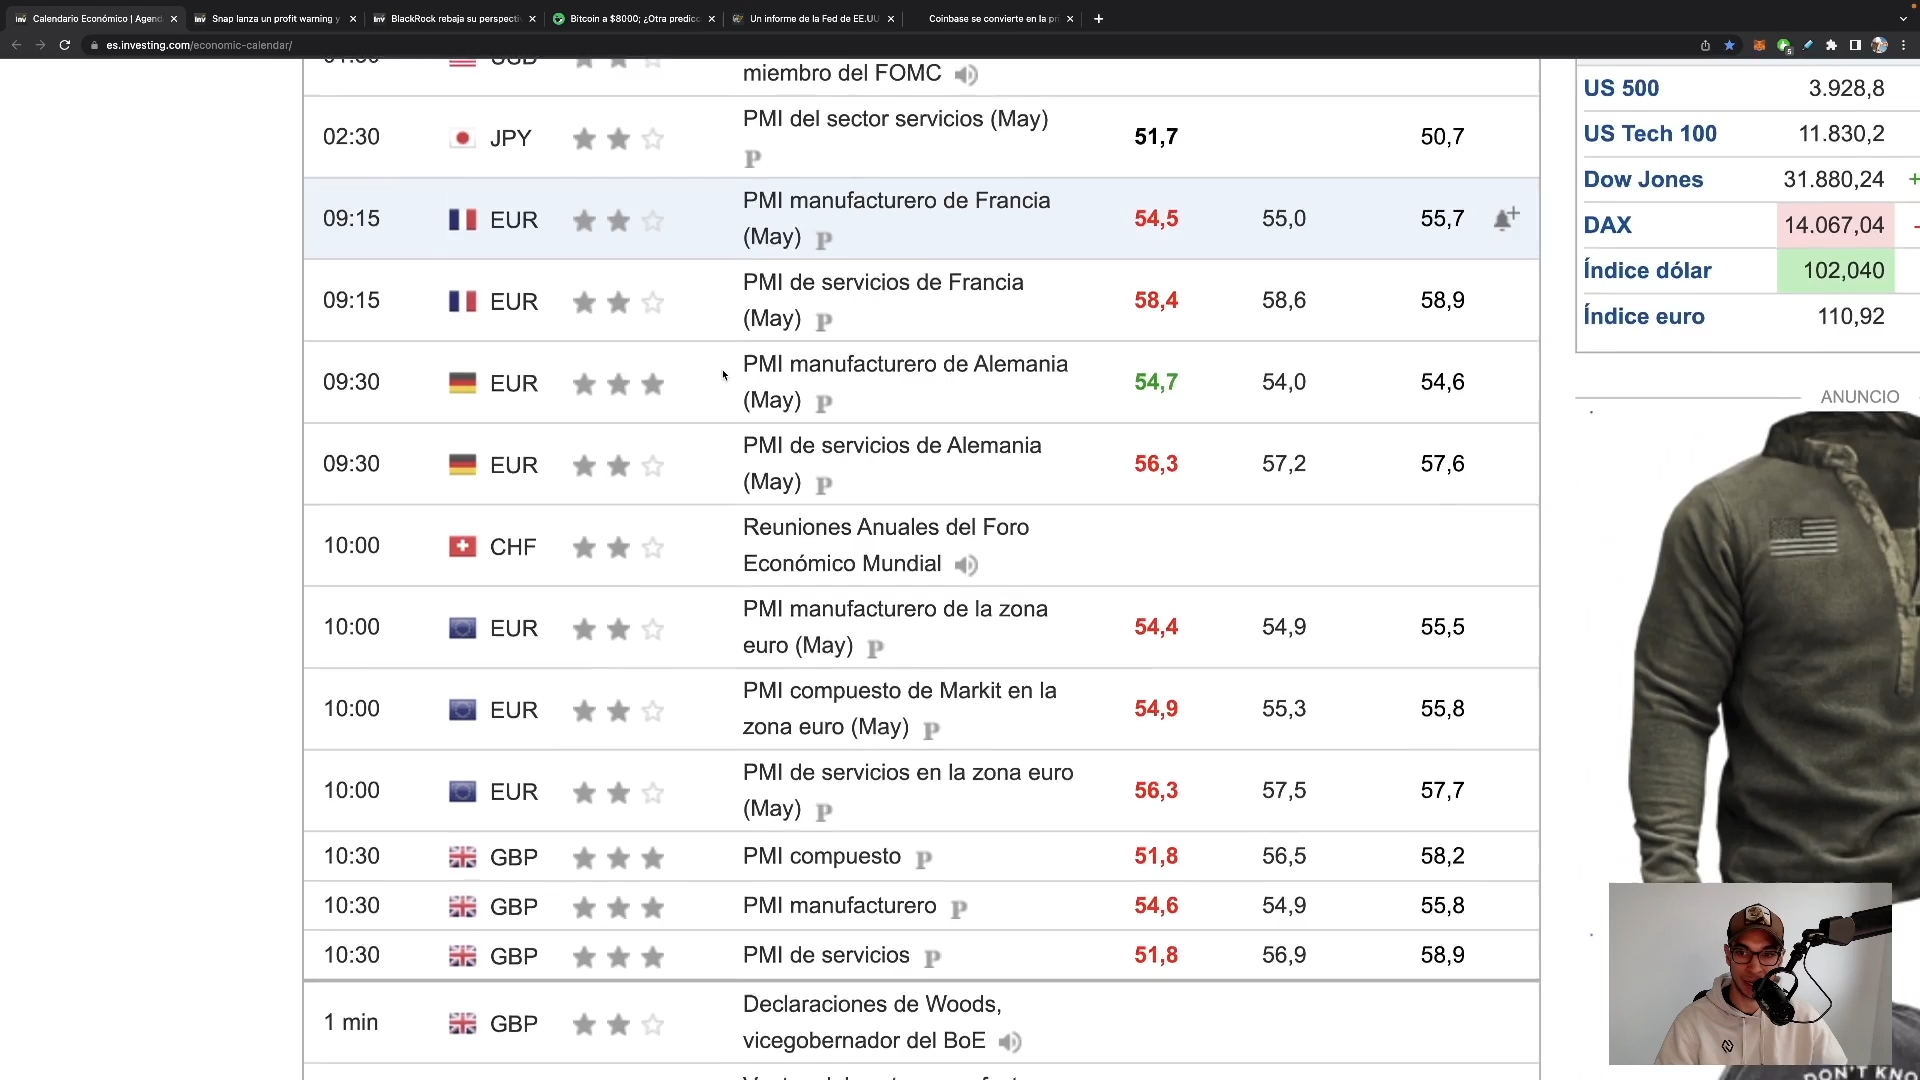 Calendario Económico | Agend
Snap lanza un profit warning y
BlackRock rebaja su perspecti
Bitcoin a $8000; ¿Otra predicc
Un informe de la Fed de EE.UU
Coinbase se convierte en la pr
es.investing.com/economic-calendar/
miembro del FOMC
02:30 JPY PMI del sector servicios (May) P 51,7 50,7
09:15 EUR PMI manufacturero de Francia 54,5 55,0 55,7
(May) P
09:15 EUR PMI de servicios de Francia 58,4 58,6 58,9
(May) P
09:30 EUR PMI manufacturero de Alemania 54,7 54,0 54,6
(May) P
09:30 EUR PMI de servicios de Alemania 56,3 57,2 57,6
(May) P
10:00 CHF Reuniones Anuales del Foro
Económico Mundial
10:00 EUR PMI manufacturero de la zona 54,4 54,9 55,5
euro (May) P
10:00 EUR PMI compuesto de Markit en la 54,9 55,3 55,8
zona euro (May) P
10:00 EUR PMI de servicios en la zona euro 56,3 57,5 57,7
(May) P
10:30 GBP PMI compuesto P 51,8 56,5 58,2
10:30 GBP PMI manufacturero P 54,6 54,9 55,8
10:30 GBP PMI de servicios P 51,8 56,9 58,9
1 min GBP Declaraciones de Woods,
vicegobernador del BoE
US 500 3.928,8
US Tech 100 11.830,2
Dow Jones 31.880,24 +
DAX 14.067,04 -
Índice dólar 102,040
Índice euro 110,92
ANUNCIO
DON'T KNO